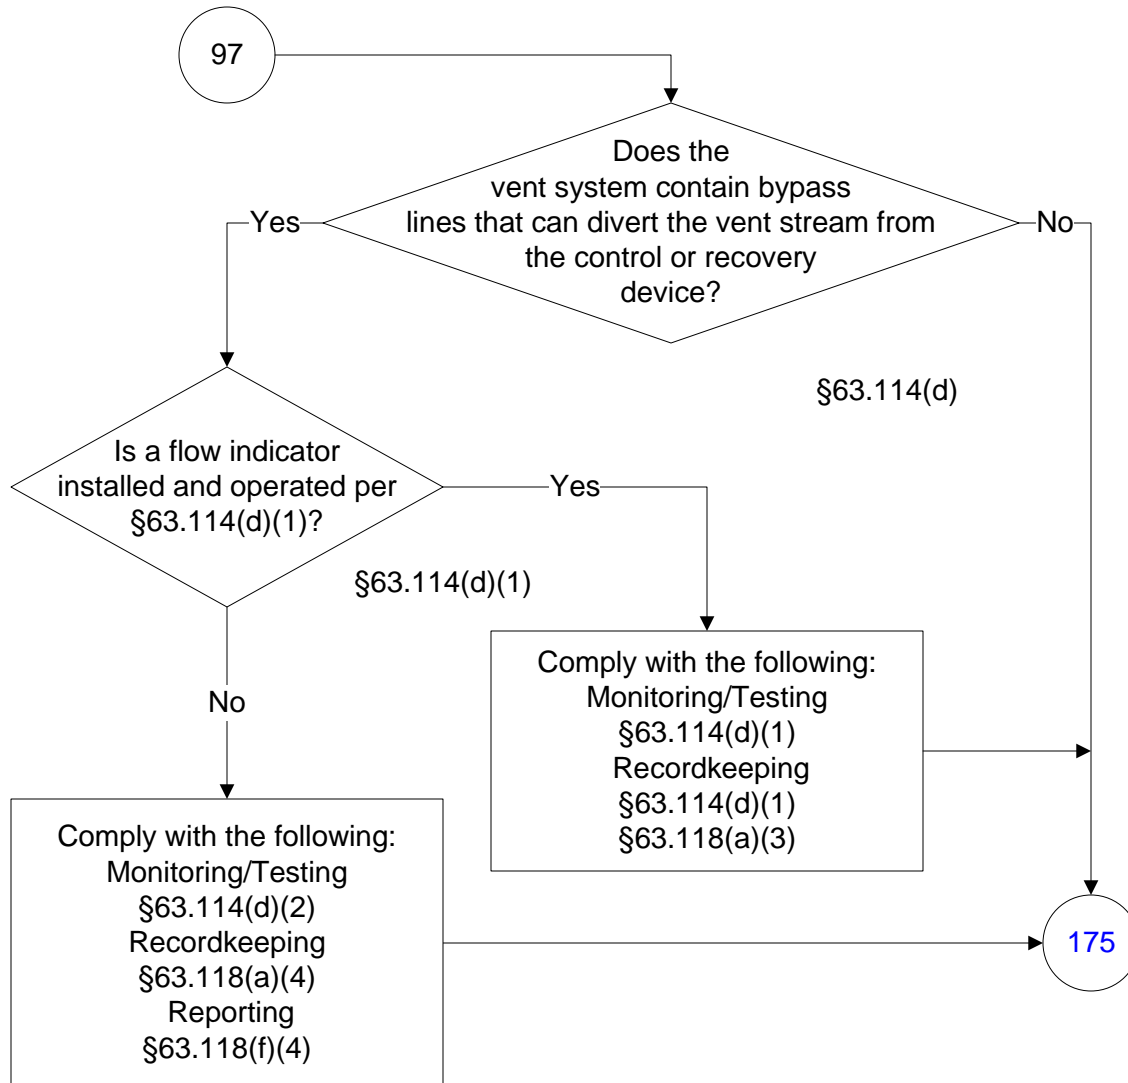 97
Does the
vent system contain bypass
lines that can divert the vent stream from
the control or recovery
device?
Yes
No
§63.114(d)
Is a flow indicator
installed and operated per
§63.114(d)(1)?
Yes
§63.114(d)(1)
No
Comply with the following:
Monitoring/Testing
§63.114(d)(1)
Recordkeeping
§63.114(d)(1)
§63.118(a)(3)
Comply with the following:
Monitoring/Testing
§63.114(d)(2)
Recordkeeping
§63.118(a)(4)
Reporting
§63.118(f)(4)
175